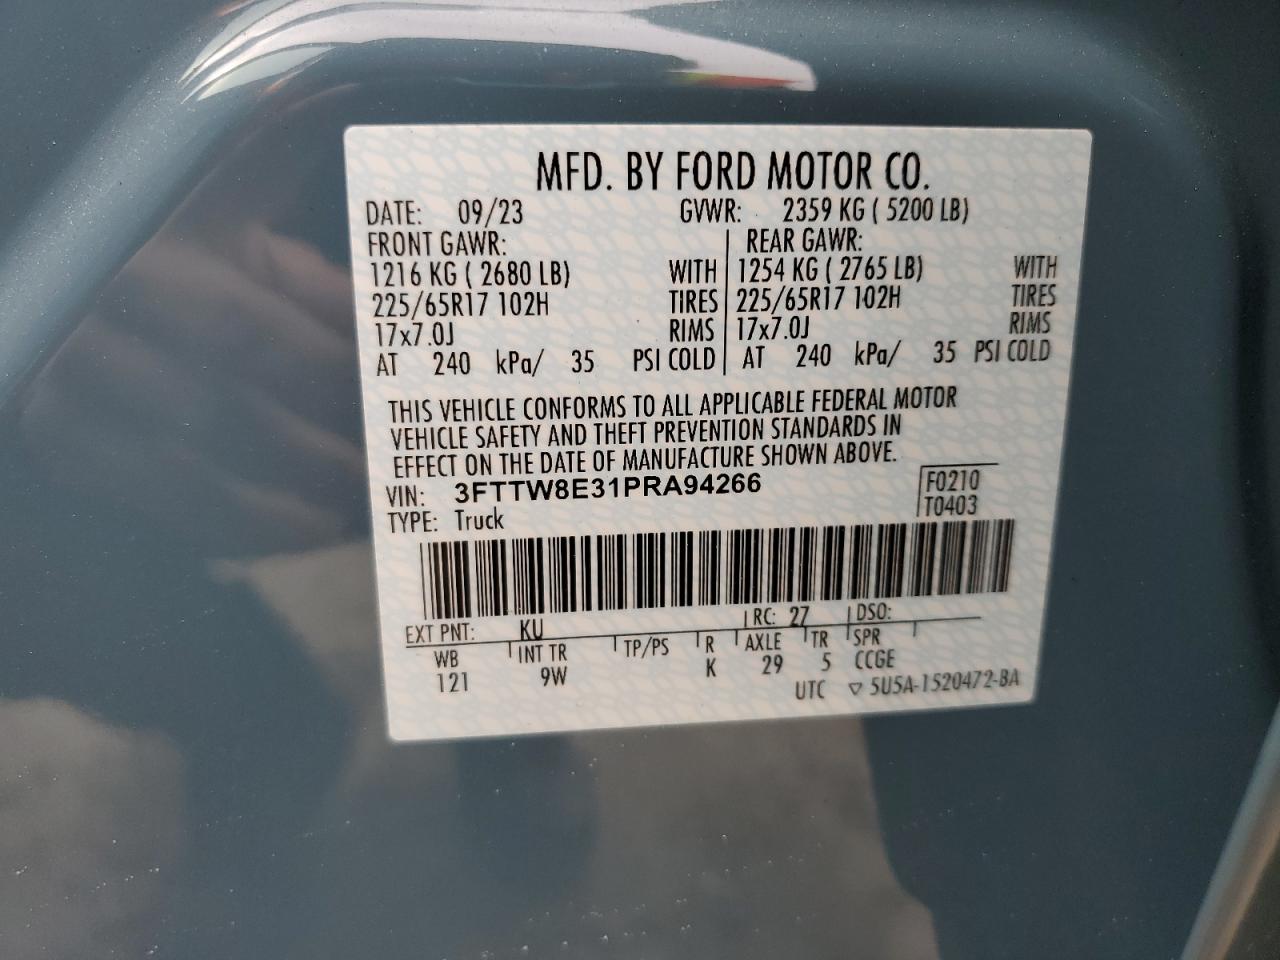 MFD. BY FORD MOTOR CO.
DATE: 09/23 GVWR: 2359 KG ( 5200 LB)
FRONT GAWR: REAR GAWR:
1216 KG ( 2680 LB) WITH 1254 KG ( 2765 LB) WITH
225/65R17 102H TIRES 225/65R17 102H TIRES
17x7.0J RIMS 17x7.0J RIMS
AT 240 kPa/ 35 PSI COLD AT 240 kPa/ 35 PSI COLD
THIS VEHICLE CONFORMS TO ALL APPLICABLE FEDERAL MOTOR
VEHICLE SAFETY AND THEFT PREVENTION STANDARDS IN
EFFECT ON THE DATE OF MANUFACTURE SHOWN ABOVE.
VIN: 3FTTW8E31PRA94266 F0210
TYPE: Truck T0403
EXT PNT: KU RC: 27 DSO:
WB INT TR TP/PS R AXLE TR SPR
121 9W K 29 5 CCGE
UTC ▽ 5U5A-1520472-BA